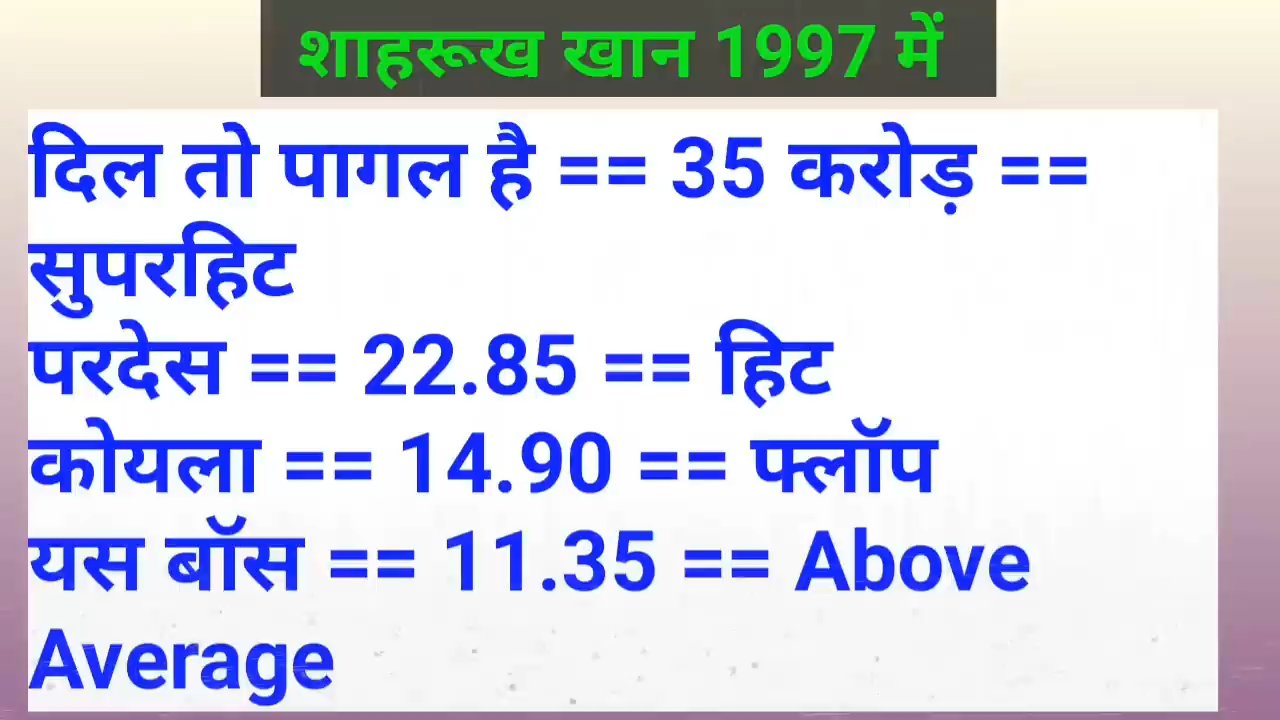 शाहरूख खान 1997 में
दिल तो पागल है == 35 करोड़ ==
सुपरहिट
परदेस == 22.85 == हिट
कोयला == 14.90 == फ्लॉप
यस बॉस == 11.35 == Above
Average